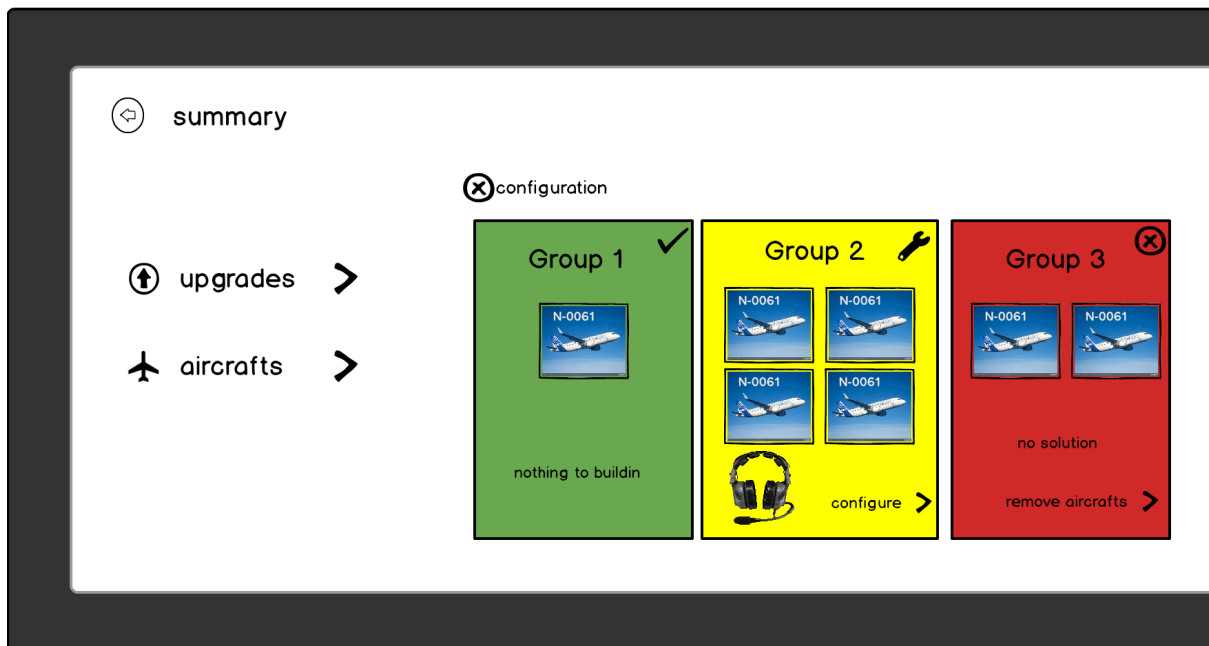 summary
configuration
upgrades
aircrafts
Group 1
N-0061
nothing to buildin
Group 2
N-0061 N-0061
N-0061 N-0061
configure
Group 3
N-0061 N-0061
no solution
remove aircrafts